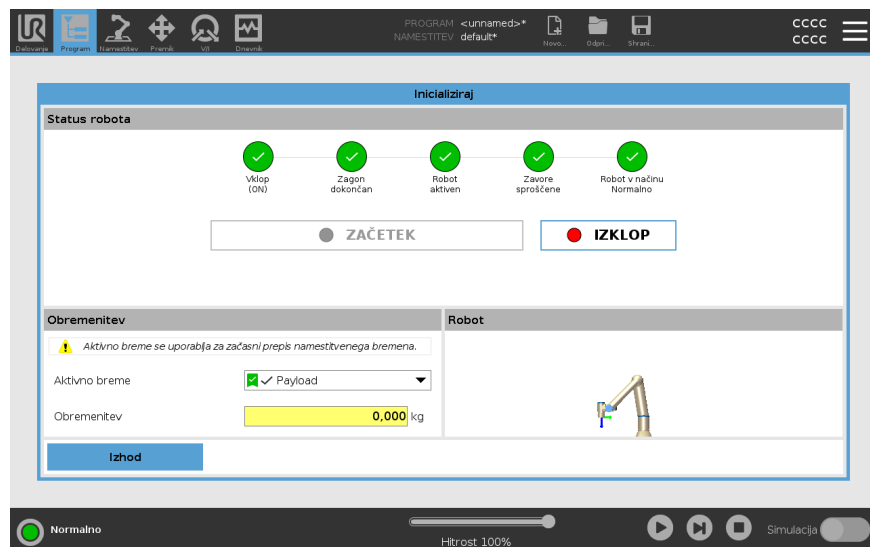 PROGRAM <unnamed>*
NAMESTITEV default*
CCCC
CCCC
Delovanje Program Namestitev Premik V/I Dnevnik Novo... Odpri... Shrani...
Inicializiraj
Status robota
Vklop
(ON)
Zagon
dokončan
Robot
aktiven
Zavore
sproščene
Robot v načinu
Normalno
ZAČETEK
IZKLOP
Obremenitev
Robot
Aktivno breme se uporablja za začasni prepis namestitvenega bremena.
Aktivno breme
Payload
Obremenitev
0,000 kg
Izhod
Normalno
Hitrost 100%
Simulacija